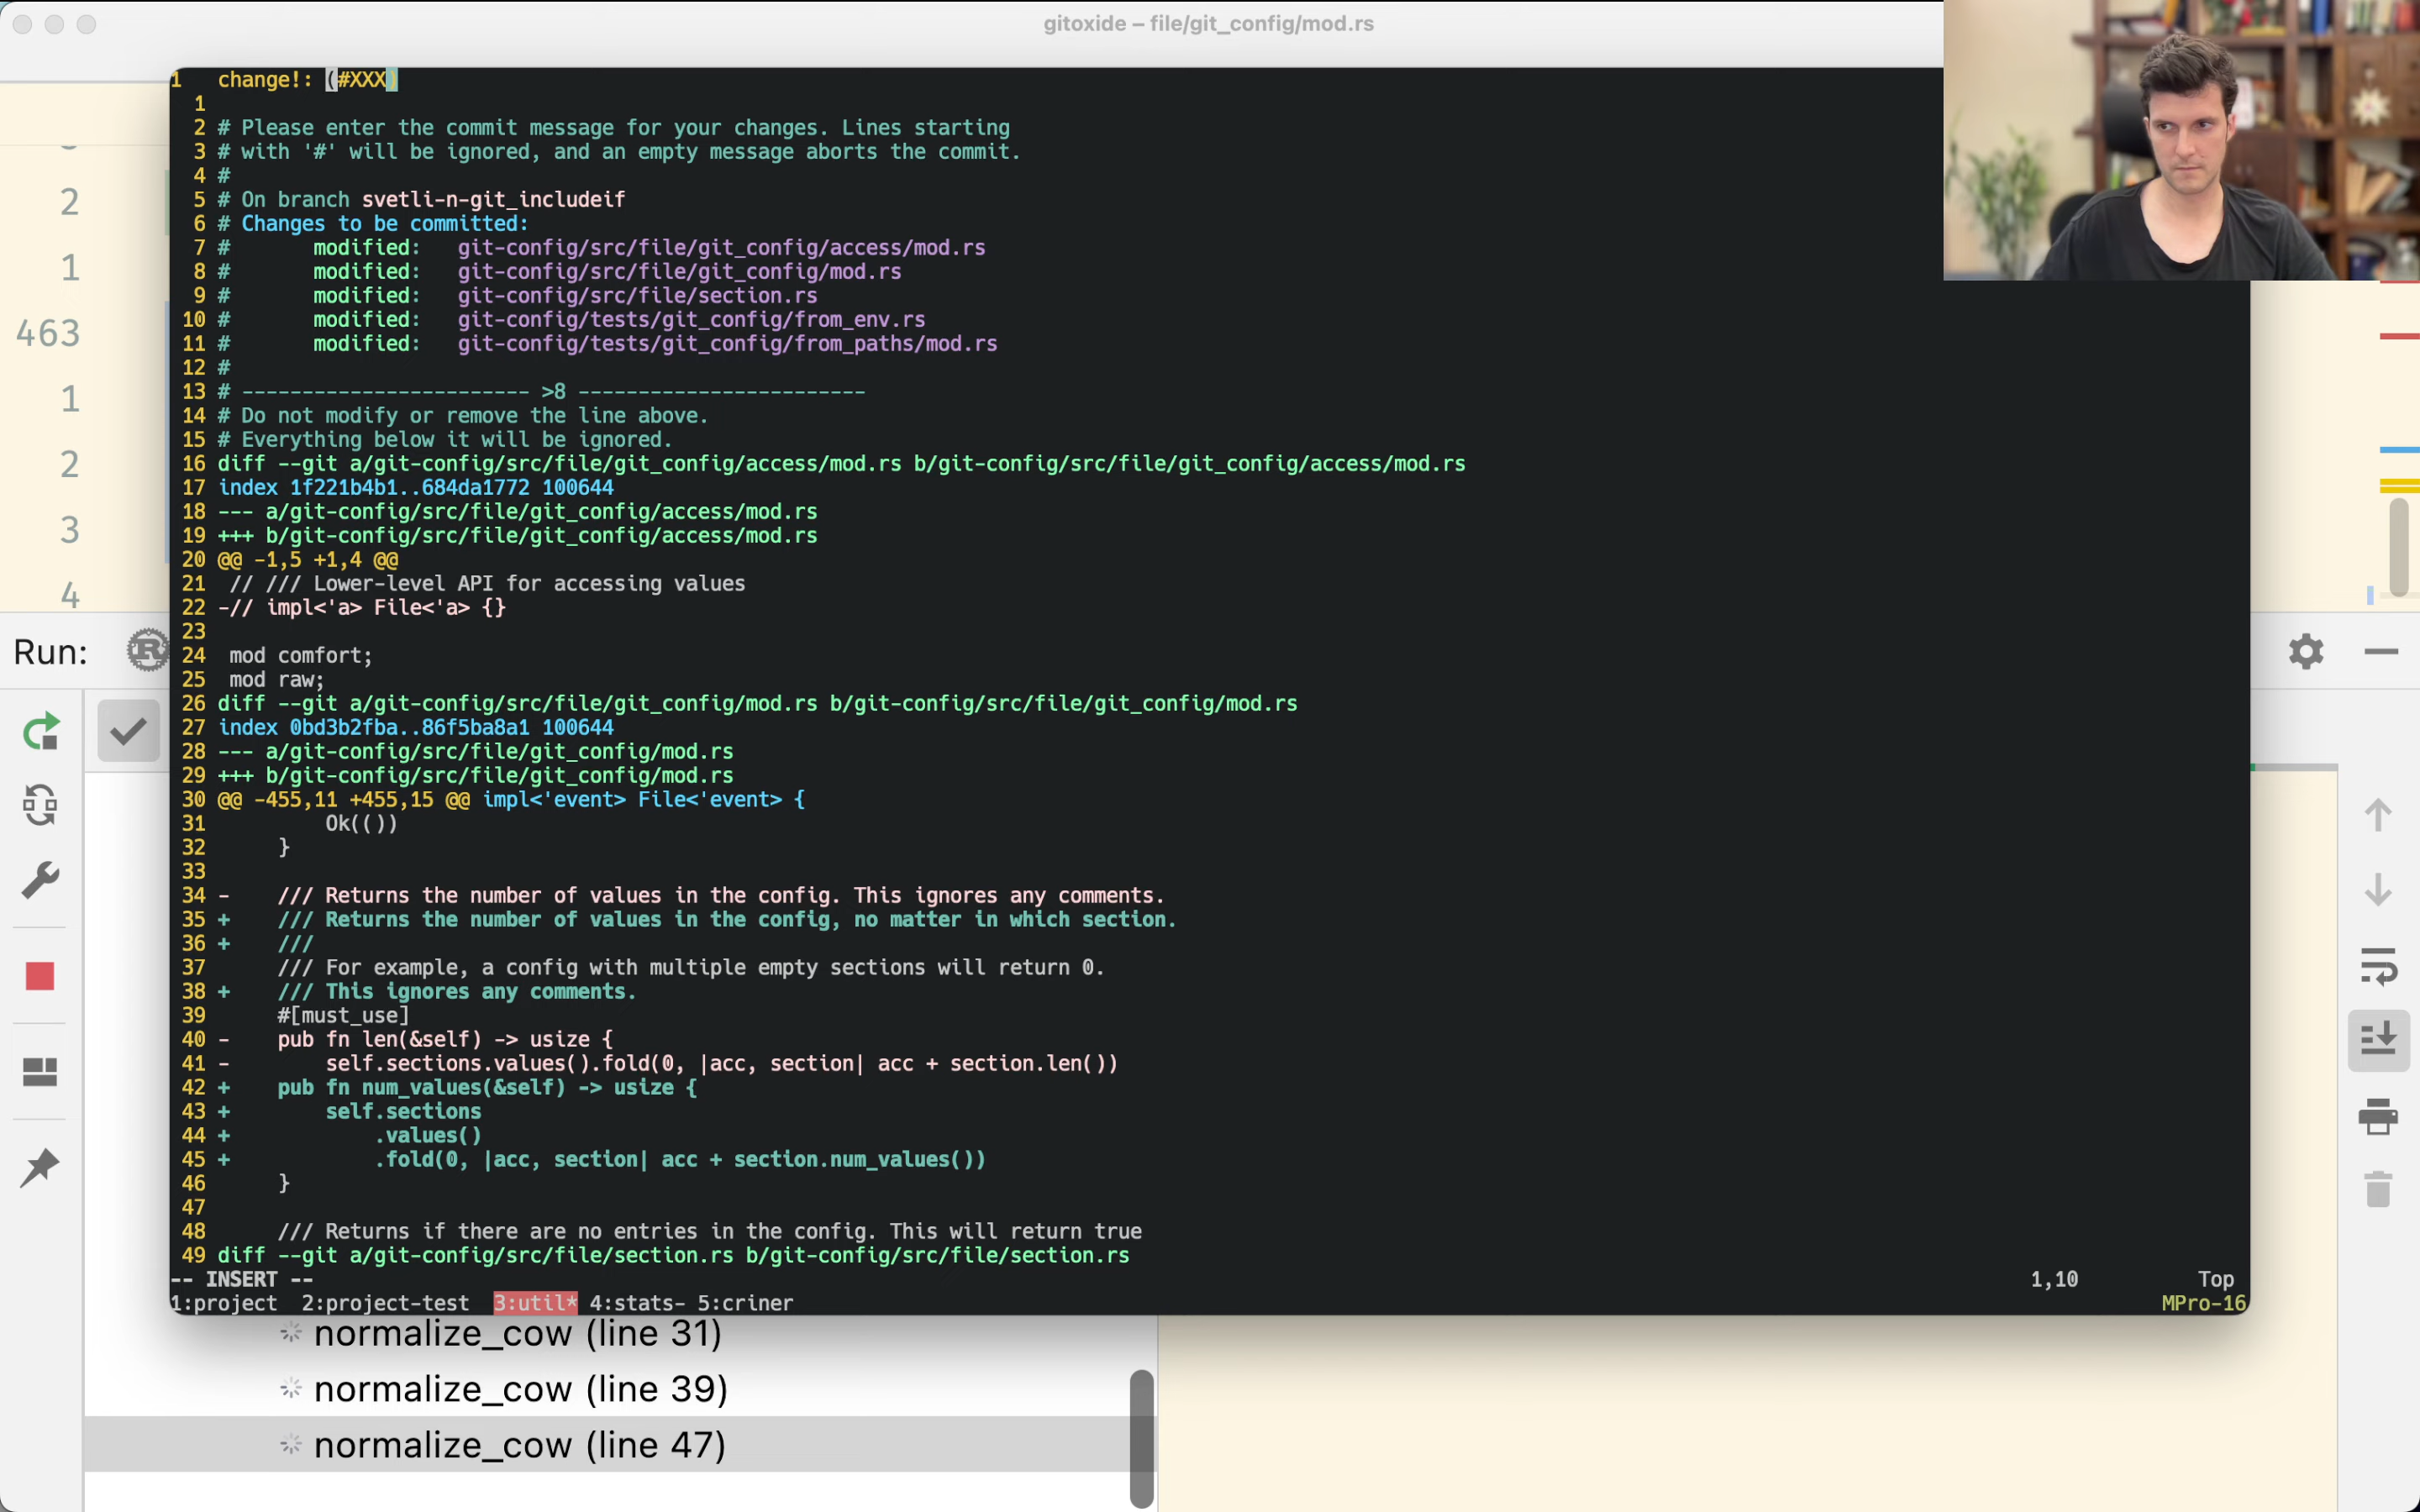 gitoxide – file/git_config/mod.rs
1 change!: (#XXX)
1
2 # Please enter the commit message for your changes. Lines starting
3 # with '#' will be ignored, and an empty message aborts the commit.
4 #
5 # On branch svetli-n-git_includeif
6 # Changes to be committed:
7 # modified: git-config/src/file/git_config/access/mod.rs
8 # modified: git-config/src/file/git_config/mod.rs
9 # modified: git-config/src/file/section.rs
10 # modified: git-config/tests/git_config/from_env.rs
11 # modified: git-config/tests/git_config/from_paths/mod.rs
12 #
13 # ------------------------ >8 ------------------------
14 # Do not modify or remove the line above.
15 # Everything below it will be ignored.
16 diff --git a/git-config/src/file/git_config/access/mod.rs b/git-config/src/file/git_config/access/mod.rs
17 index 1f221b4b1..684da1772 100644
18 --- a/git-config/src/file/git_config/access/mod.rs
19 +++ b/git-config/src/file/git_config/access/mod.rs
20 @@ -1,5 +1,4 @@
21 // /// Lower-level API for accessing values
22 -// impl<'a> File<'a> {}
23
24 mod comfort;
25 mod raw;
26 diff --git a/git-config/src/file/git_config/mod.rs b/git-config/src/file/git_config/mod.rs
27 index 0bd3b2fba..86f5ba8a1 100644
28 --- a/git-config/src/file/git_config/mod.rs
29 +++ b/git-config/src/file/git_config/mod.rs
30 @@ -455,11 +455,15 @@ impl<'event> File<'event> {
31 Ok(())
32 }
33
34 - /// Returns the number of values in the config. This ignores any comments.
35 + /// Returns the number of values in the config, no matter in which section.
36 + ///
37 /// For example, a config with multiple empty sections will return 0.
38 + /// This ignores any comments.
39 #[must_use]
40 - pub fn len(&self) -> usize {
41 - self.sections.values().fold(0, |acc, section| acc + section.len())
42 + pub fn num_values(&self) -> usize {
43 + self.sections
44 + .values()
45 + .fold(0, |acc, section| acc + section.num_values())
46 }
47
48 /// Returns if there are no entries in the config. This will return true
49 diff --git a/git-config/src/file/section.rs b/git-config/src/file/section.rs
-- INSERT -- 1,10 Top
1:project 2:project-test 3:util* 4:stats- 5:criner MPro-16
2
1
463
1
2
3
4
Run:
normalize_cow (line 31)
normalize_cow (line 39)
normalize_cow (line 47)